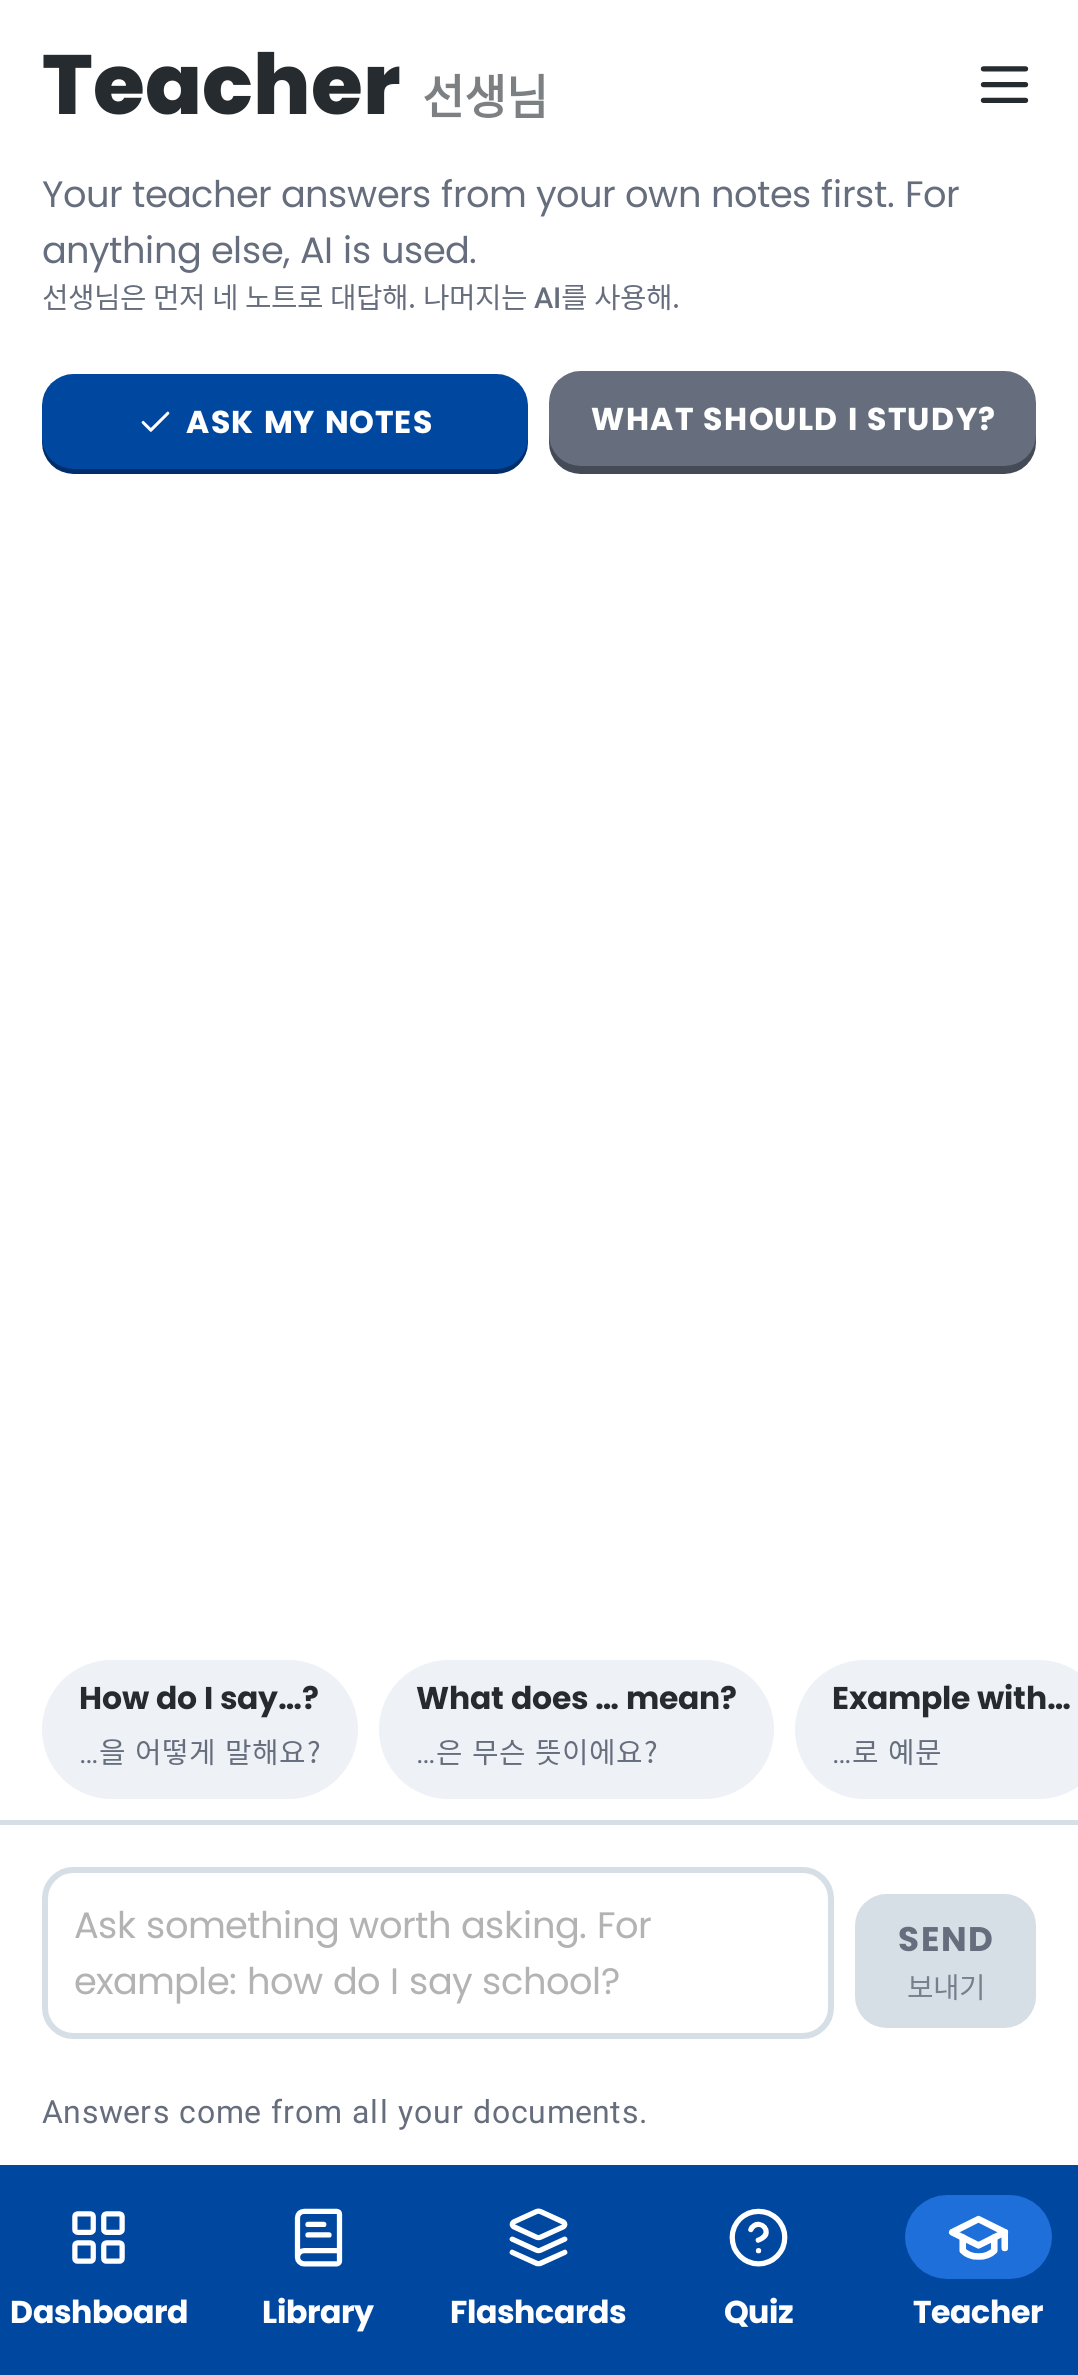 Teacher 선생님
Your teacher answers from your own notes first. For
anything else, AI is used.
선생님은 먼저 네 노트로 대답해. 나머지는 AI를 사용해.
ASK MY NOTES
WHAT SHOULD I STUDY?
How do I say...?
...을 어떻게 말해요?
What does ... mean?
...은 무슨 뜻이에요?
Example with...
...로 예문
Ask something worth asking. For
example: how do I say school?
SEND
보내기
Answers come from all your documents.
Dashboard
Library
Flashcards
Quiz
Teacher